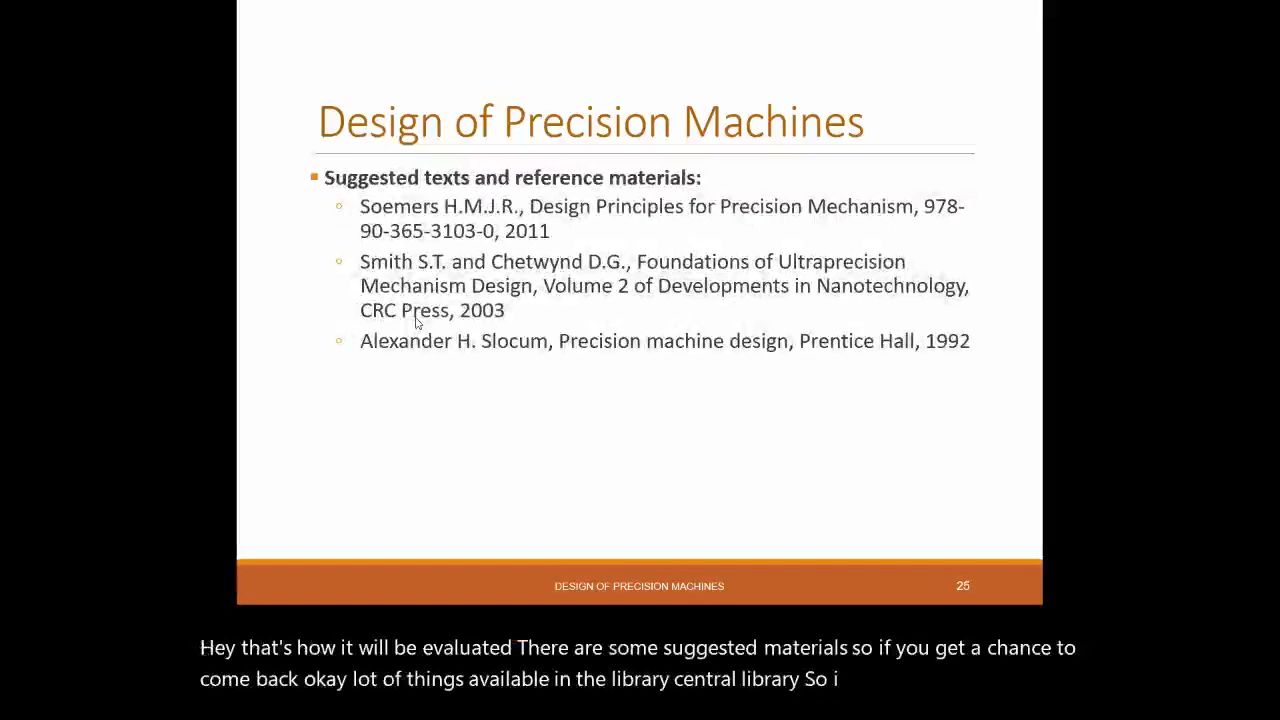 Design of Precision Machines
Suggested texts and reference materials:
Soemers H.M.J.R., Design Principles for Precision Mechanism, 978-
90-365-3103-0, 2011
Smith S.T. and Chetwynd D.G., Foundations of Ultraprecision
Mechanism Design, Volume 2 of Developments in Nanotechnology,
CRC Press, 2003
Alexander H. Slocum, Precision machine design, Prentice Hall, 1992
DESIGN OF PRECISION MACHINES
25
Hey that's how it will be evaluated There are some suggested materials so if you get a chance to
come back okay lot of things available in the library central library So i